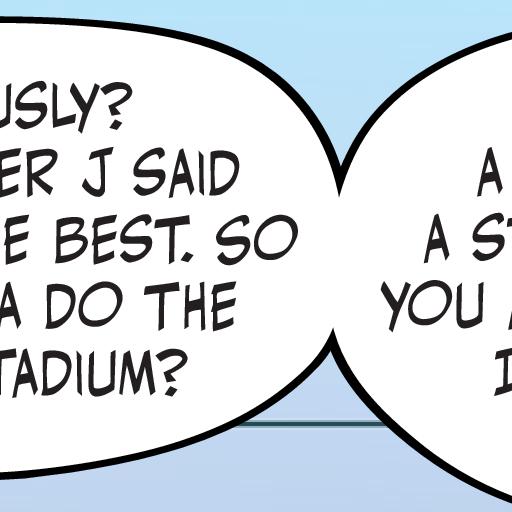 USLY?
ER J SAID
E BEST. SO
A DO THE
TADIUM?
A
A ST
YOU A
I